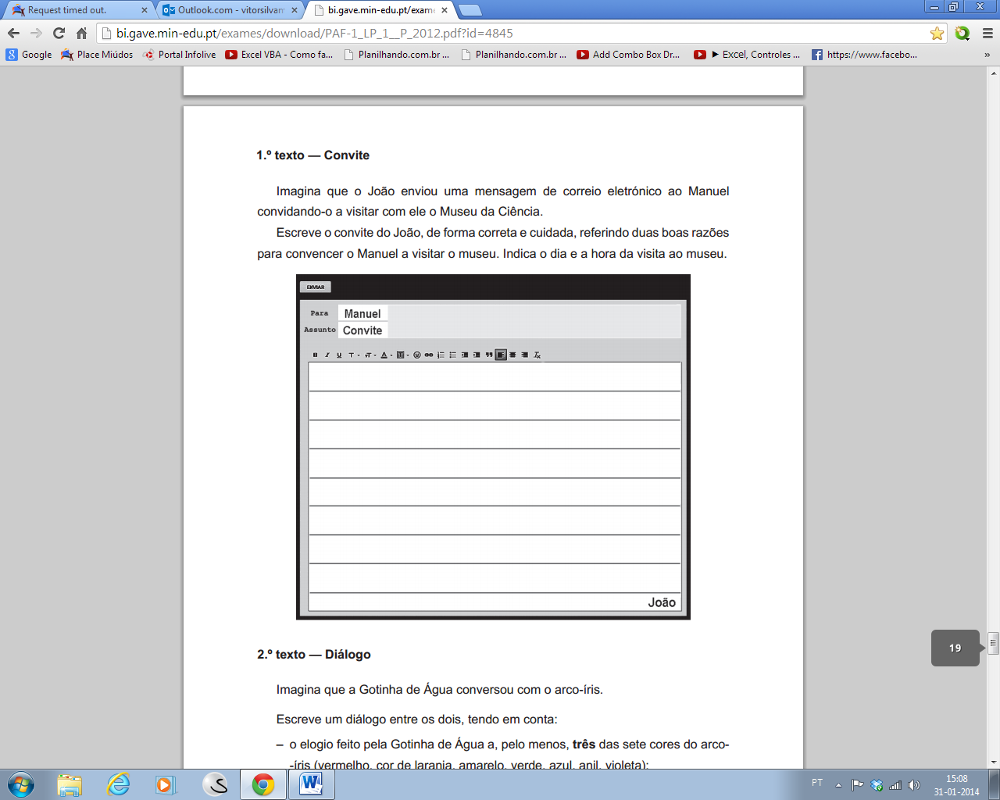 Request timed out.
Outlook.com - vitorsilvam
bi.gave.min-edu.pt/exame
bi.gave.min-edu.pt/exames/download/PAF-1_LP_1__P_2012.pdf?id=4845
Google
Place Miúdos
Portal Infolive
Excel VBA - Como fa...
Planilhando.com.br ...
Planilhando.com.br ...
Add Combo Box Dr...
► Excel, Controles ...
https://www.facebo...
»
1.º texto — Convite
Imagina que o João enviou uma mensagem de correio eletrónico ao Manuel
convidando-o a visitar com ele o Museu da Ciência.
Escreve o convite do João, de forma correta e cuidada, referindo duas boas razões
para convencer o Manuel a visitar o museu. Indica o dia e a hora da visita ao museu.
ENVIAR
Para Manuel
Assunto Convite
B I U T T A T
João
2.º texto — Diálogo
Imagina que a Gotinha de Água conversou com o arco-íris.
Escreve um diálogo entre os dois, tendo em conta:
– o elogio feito pela Gotinha de Água a, pelo menos, três das sete cores do arco-
-íris (vermelho, cor de laranja, amarelo, verde, azul, anil, violeta);
19
PT
15:08
31-01-2014